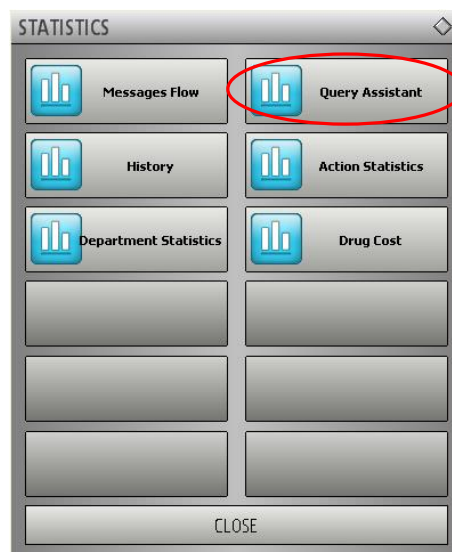 STATISTICS
Messages Flow
Query Assistant
History
Action Statistics
Department Statistics
Drug Cost
CLOSE